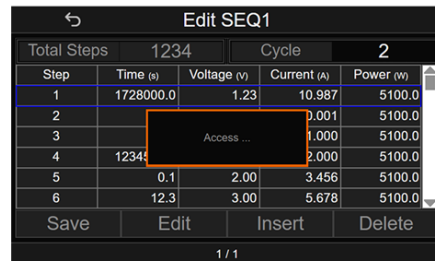 Edit SEQ1
Total Steps 1234 Cycle 2
Step Time (s) Voltage (V) Current (A) Power (W)
1 1728000.0 1.23 10.987 5100.0
2 0.001 5100.0
3 1.000 5100.0
4 2.000 5100.0
Access ...
5 0.1 2.00 3.456 5100.0
6 12.3 3.00 5.678 5100.0
Save Edit Insert Delete
1 / 1